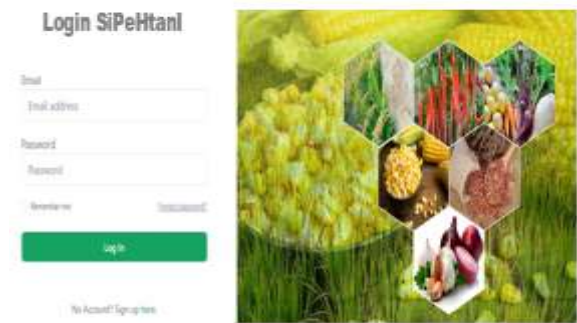 Login SiPeHtanI
Email
Email address
Password
Password
Remember me
Forgot password?
Log In
No Account? Sign up here.